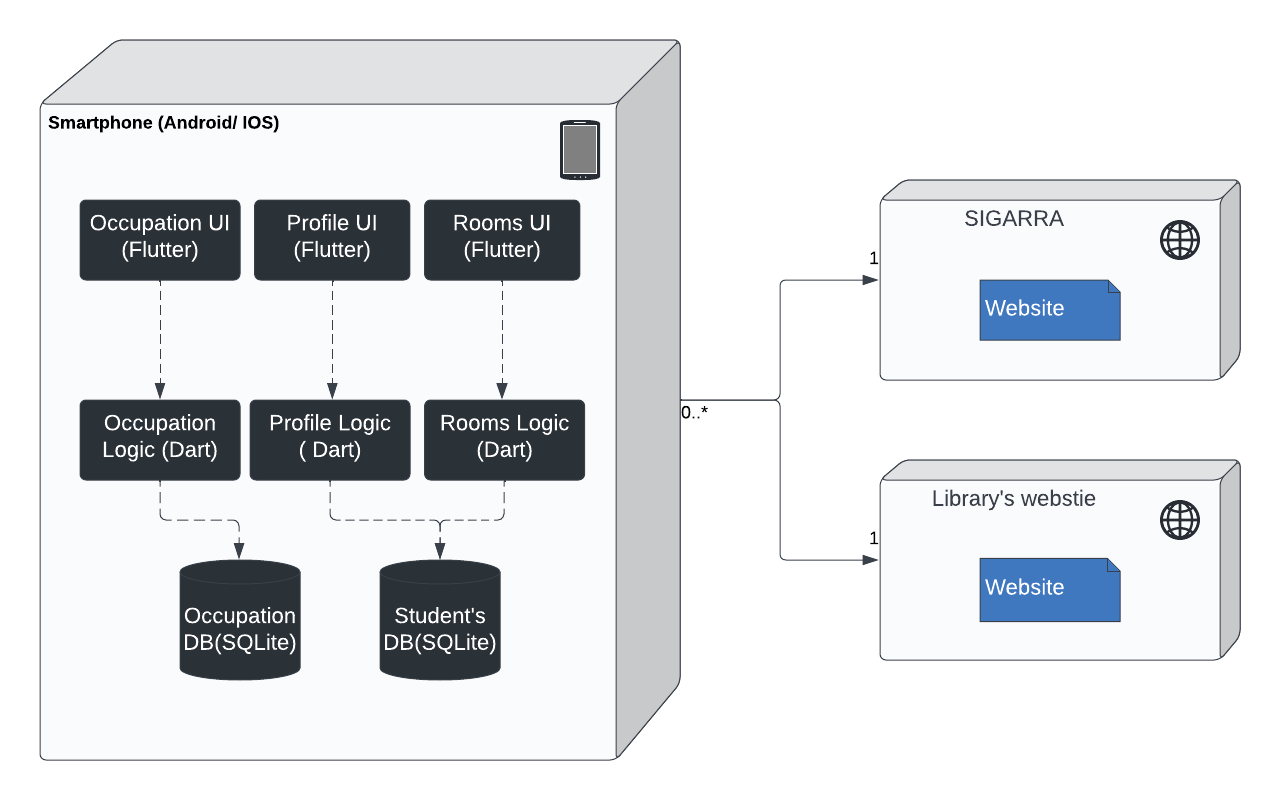 Smartphone (Android/ IOS)
Occupation UI
(Flutter)
Profile UI
(Flutter)
Rooms UI
(Flutter)
Occupation
Logic (Dart)
Profile Logic
( Dart)
Rooms Logic
(Dart)
Occupation
DB(SQLite)
Student's
DB(SQLite)
0..*
1
SIGARRA
Website
1
Library's webstie
Website